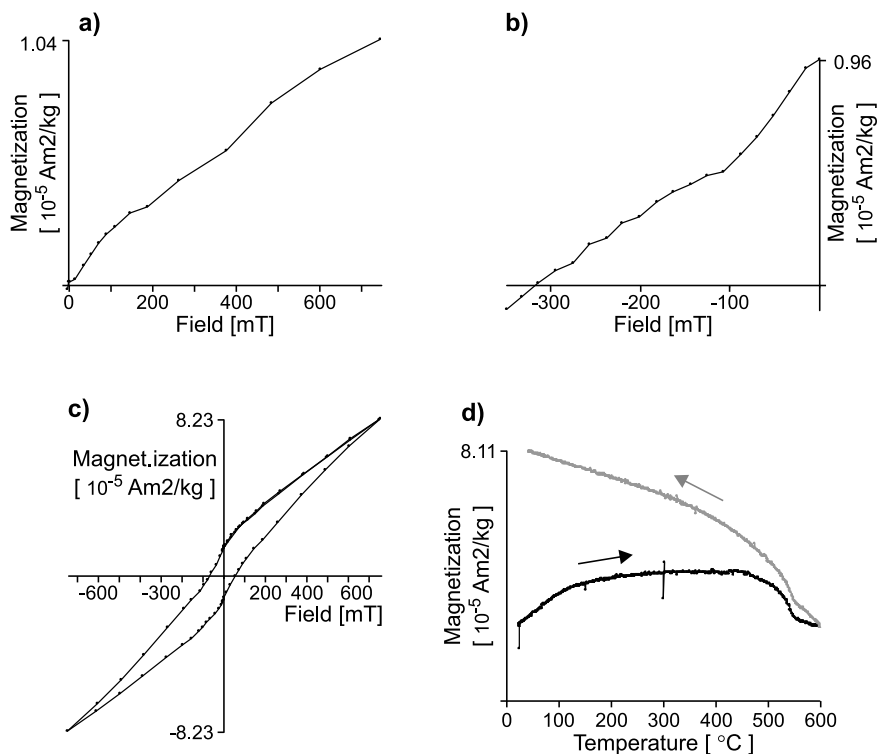 a)
1.04
Magnetization
[ 10-5 Am2/kg ]
0
200
400
600
Field [mT]
b)
0.96
Magnetization
[ 10-5 Am2/kg ]
-300
-200
-100
Field [mT]
c)
8.23
Magnet.ization
[ 10-5 Am2/kg ]
-600
-300
200
400
600
Field [mT]
-8.23
d)
8.11
Magnetization
[ 10-5 Am2/kg ]
0
100
200
300
400
500
600
Temperature [ °C ]